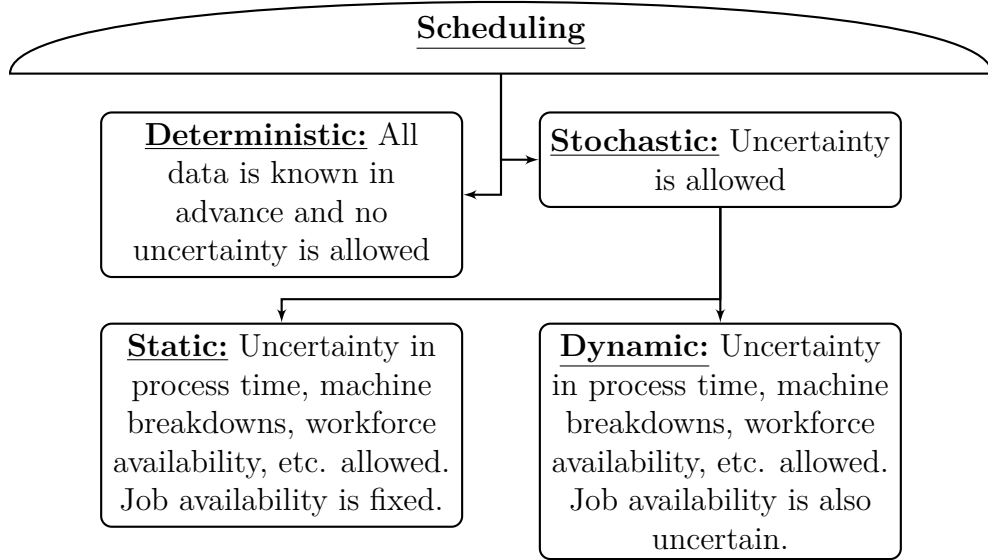 Scheduling
Deterministic: All
data is known in
advance and no
uncertainty is allowed
Stochastic: Uncertainty
is allowed
Static: Uncertainty in
process time, machine
breakdowns, workforce
availability, etc. allowed.
Job availability is fixed.
Dynamic: Uncertainty
in process time, machine
breakdowns, workforce
availability, etc. allowed.
Job availability is also
uncertain.